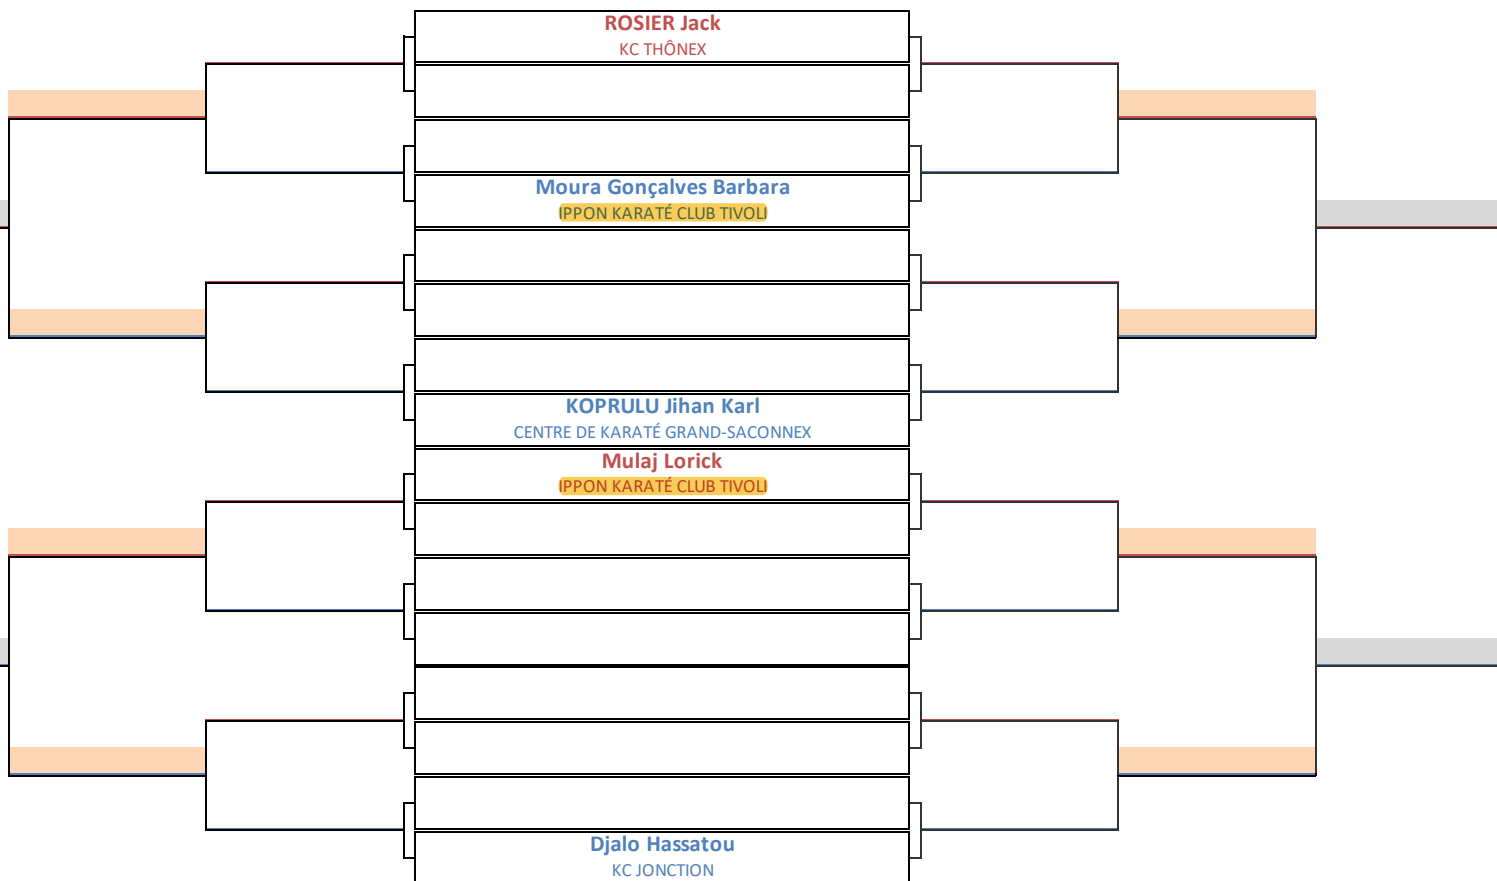 ROSIER Jack
KC THÔNEX
Moura Gonçalves Barbara
IPPON KARATÉ CLUB TIVOLI
KOPRULU Jihan Karl
CENTRE DE KARATÉ GRAND-SACONNEX
Mulaj Lorick
IPPON KARATÉ CLUB TIVOLI
Djalo Hassatou
KC JONCTION